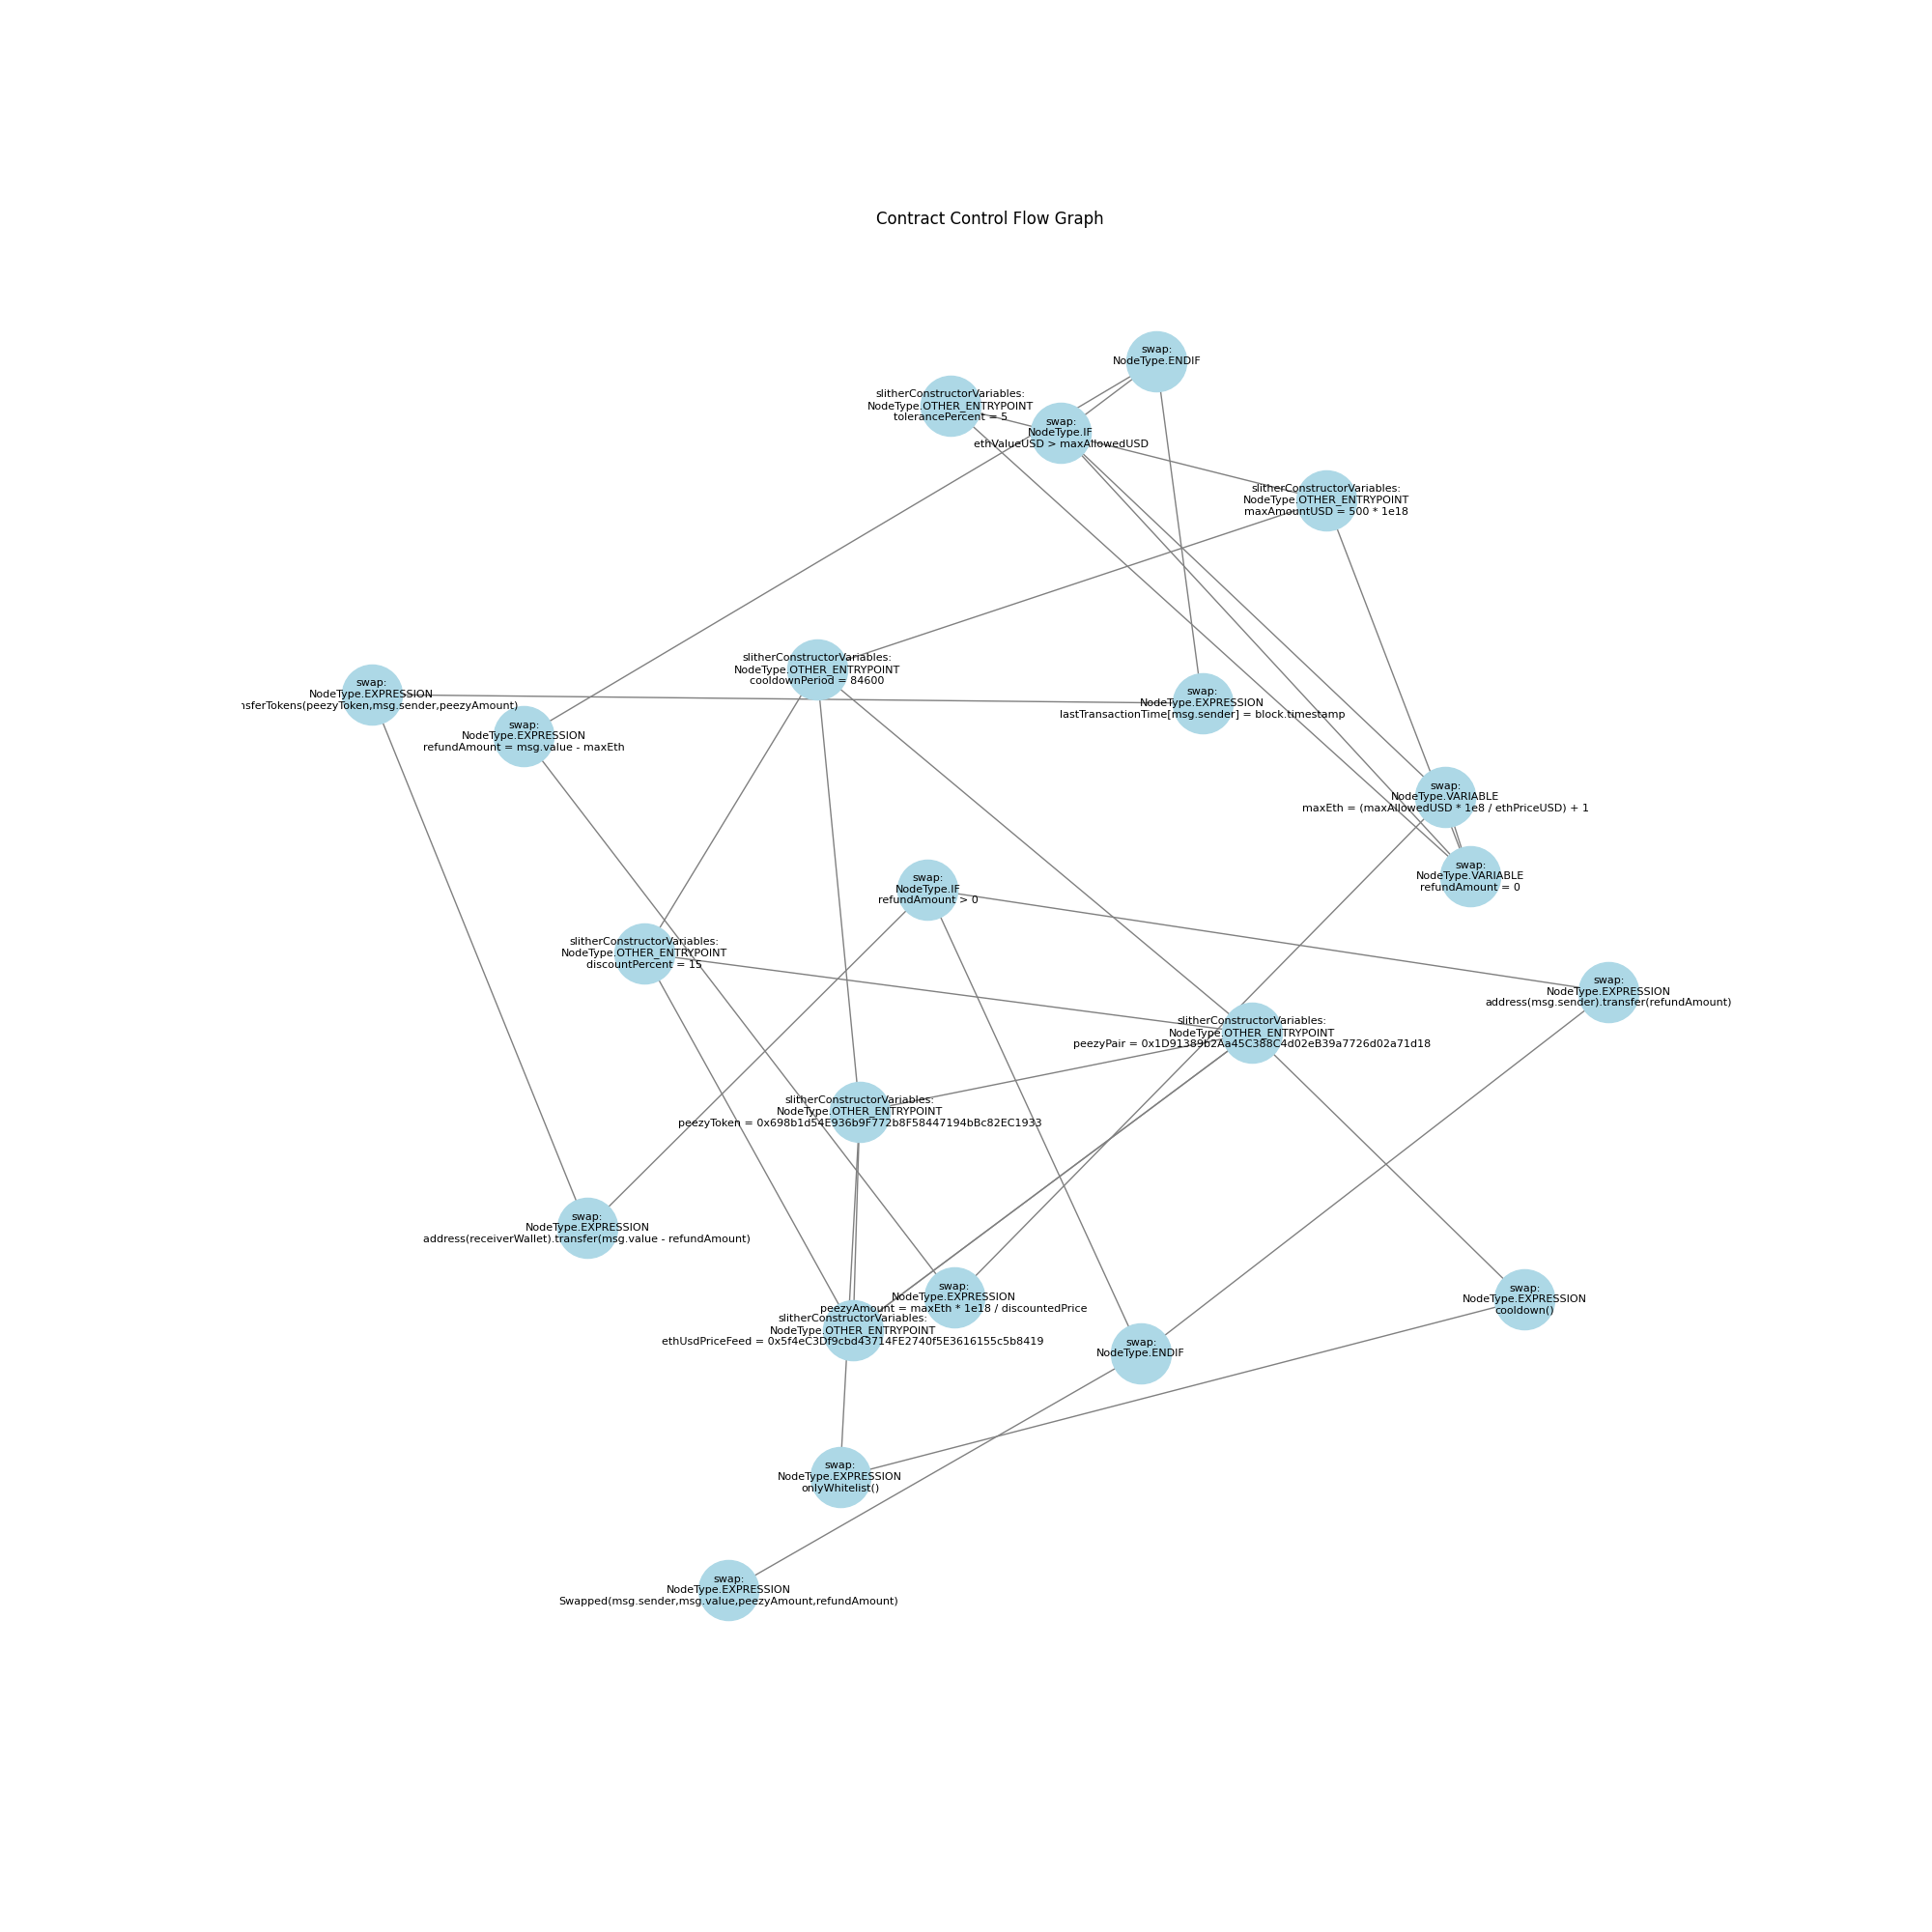 Contract Control Flow Graph
swap:
NodeType.ENDIF
slitherConstructorVariables:
NodeType.OTHER_ENTRYPOINT
tolerancePercent = 5
swap:
NodeType.IF
ethValueUSD > maxAllowedUSD
slitherConstructorVariables:
NodeType.OTHER_ENTRYPOINT
maxAmountUSD = 500 * 1e18
slitherConstructorVariables:
NodeType.OTHER_ENTRYPOINT
cooldownPeriod = 84600
swap:
NodeType.EXPRESSION
nsferTokens(peezyToken,msg.sender,peezyAmount)
swap:
NodeType.EXPRESSION
lastTransactionTime[msg.sender] = block.timestamp
swap:
NodeType.EXPRESSION
refundAmount = msg.value - maxEth
swap:
NodeType.VARIABLE
maxEth = (maxAllowedUSD * 1e8 / ethPriceUSD) + 1
swap:
NodeType.VARIABLE
refundAmount = 0
swap:
NodeType.IF
refundAmount > 0
slitherConstructorVariables:
NodeType.OTHER_ENTRYPOINT
discountPercent = 15
swap:
NodeType.EXPRESSION
address(msg.sender).transfer(refundAmount)
slitherConstructorVariables:
NodeType.OTHER_ENTRYPOINT
peezyPair = 0x1D91389b2Aa45C388C4d02eB39a7726d02a71d18
slitherConstructorVariables:
NodeType.OTHER_ENTRYPOINT
peezyToken = 0x698b1d54E936b9F772b8F58447194bBc82EC1933
swap:
NodeType.EXPRESSION
address(receiverWallet).transfer(msg.value - refundAmount)
swap:
NodeType.EXPRESSION
peezyAmount = maxEth * 1e18 / discountedPrice
slitherConstructorVariables:
NodeType.OTHER_ENTRYPOINT
ethUsdPriceFeed = 0x5f4eC3Df9cbd43714FE2740f5E3616155c5b8419
swap:
NodeType.EXPRESSION
cooldown()
swap:
NodeType.ENDIF
swap:
NodeType.EXPRESSION
onlyWhitelist()
swap:
NodeType.EXPRESSION
Swapped(msg.sender,msg.value,peezyAmount,refundAmount)